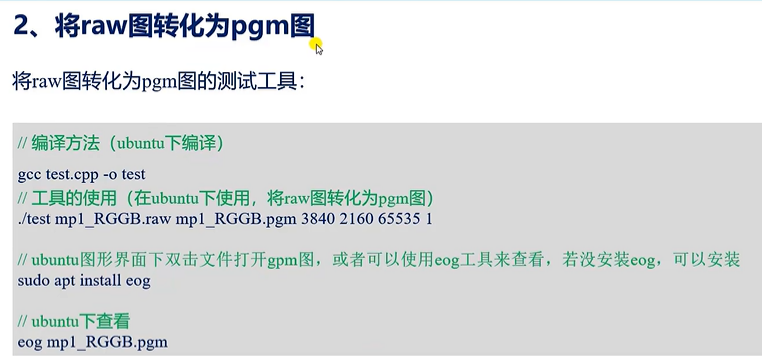 2、将raw图转化为pgm图
将raw图转化为pgm图的测试工具：
// 编译方法（ubuntu下编译）
gcc test.cpp -o test
// 工具的使用（在ubuntu下使用，将raw图转化为pgm图）
./test mp1_RGGB.raw mp1_RGGB.pgm 3840 2160 65535 1
// ubuntu图形界面下双击文件打开gpm图，或者可以使用eog工具来查看，若没安装eog，可以安装
sudo apt install eog
// ubuntu下查看
eog mp1_RGGB.pgm